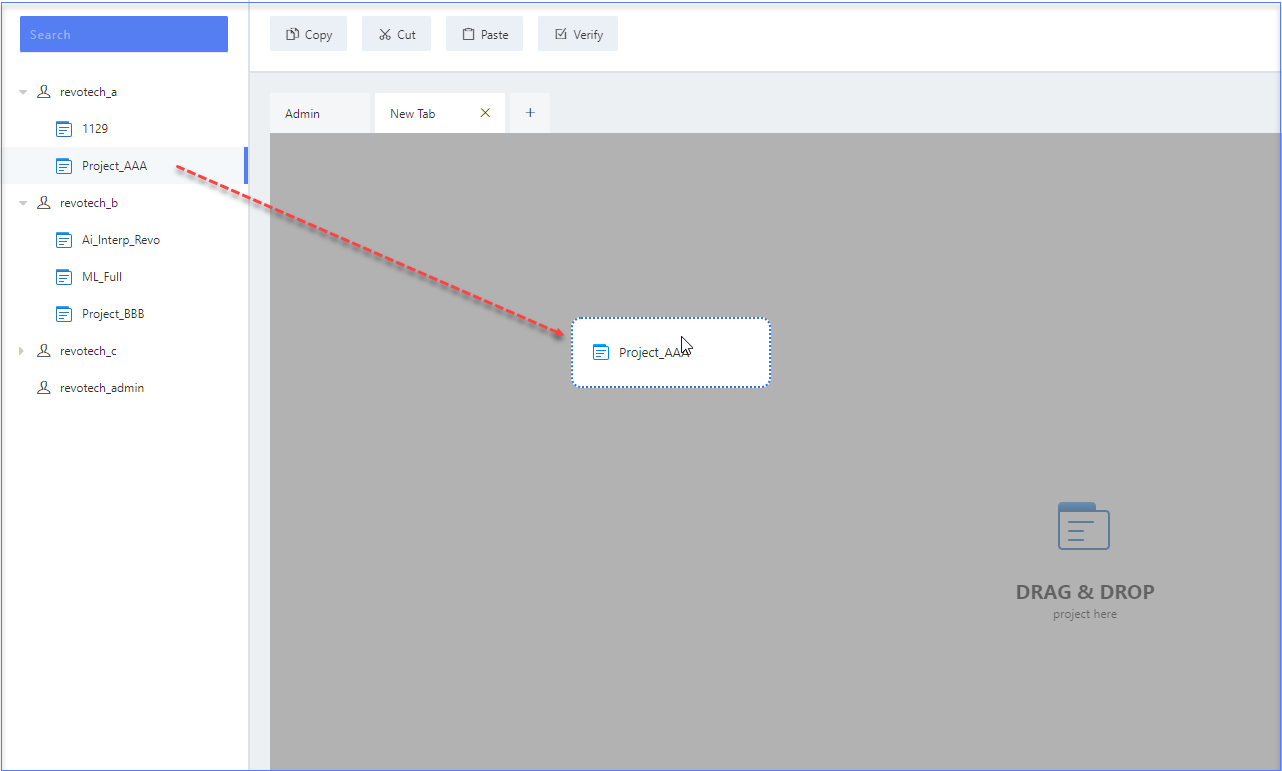 Search
revotech_a
1129
Project_AAA
revotech_b
Ai_Interp_Revo
ML_Full
Project_BBB
revotech_c
revotech_admin
Copy
Cut
Paste
Verify
Admin
New Tab
+
Project_AAA
DRAG & DROP
project here